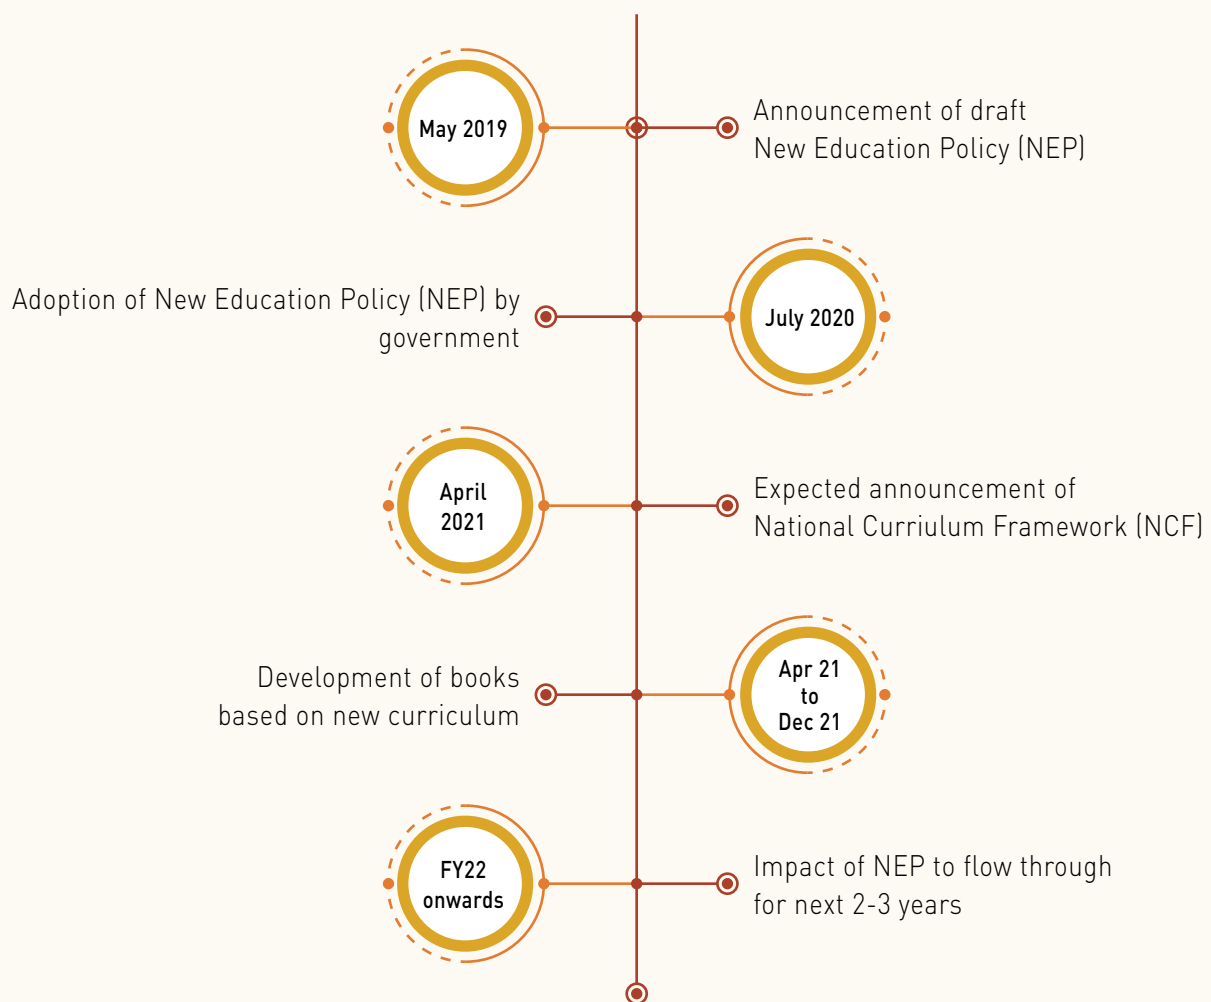 May 2019
Announcement of draft
New Education Policy (NEP)
Adoption of New Education Policy (NEP) by
government
July 2020
April
2021
Expected announcement of
National Curriulum Framework (NCF)
Development of books
based on new curriculum
Apr 21
to
Dec 21
FY22
onwards
Impact of NEP to flow through
for next 2-3 years